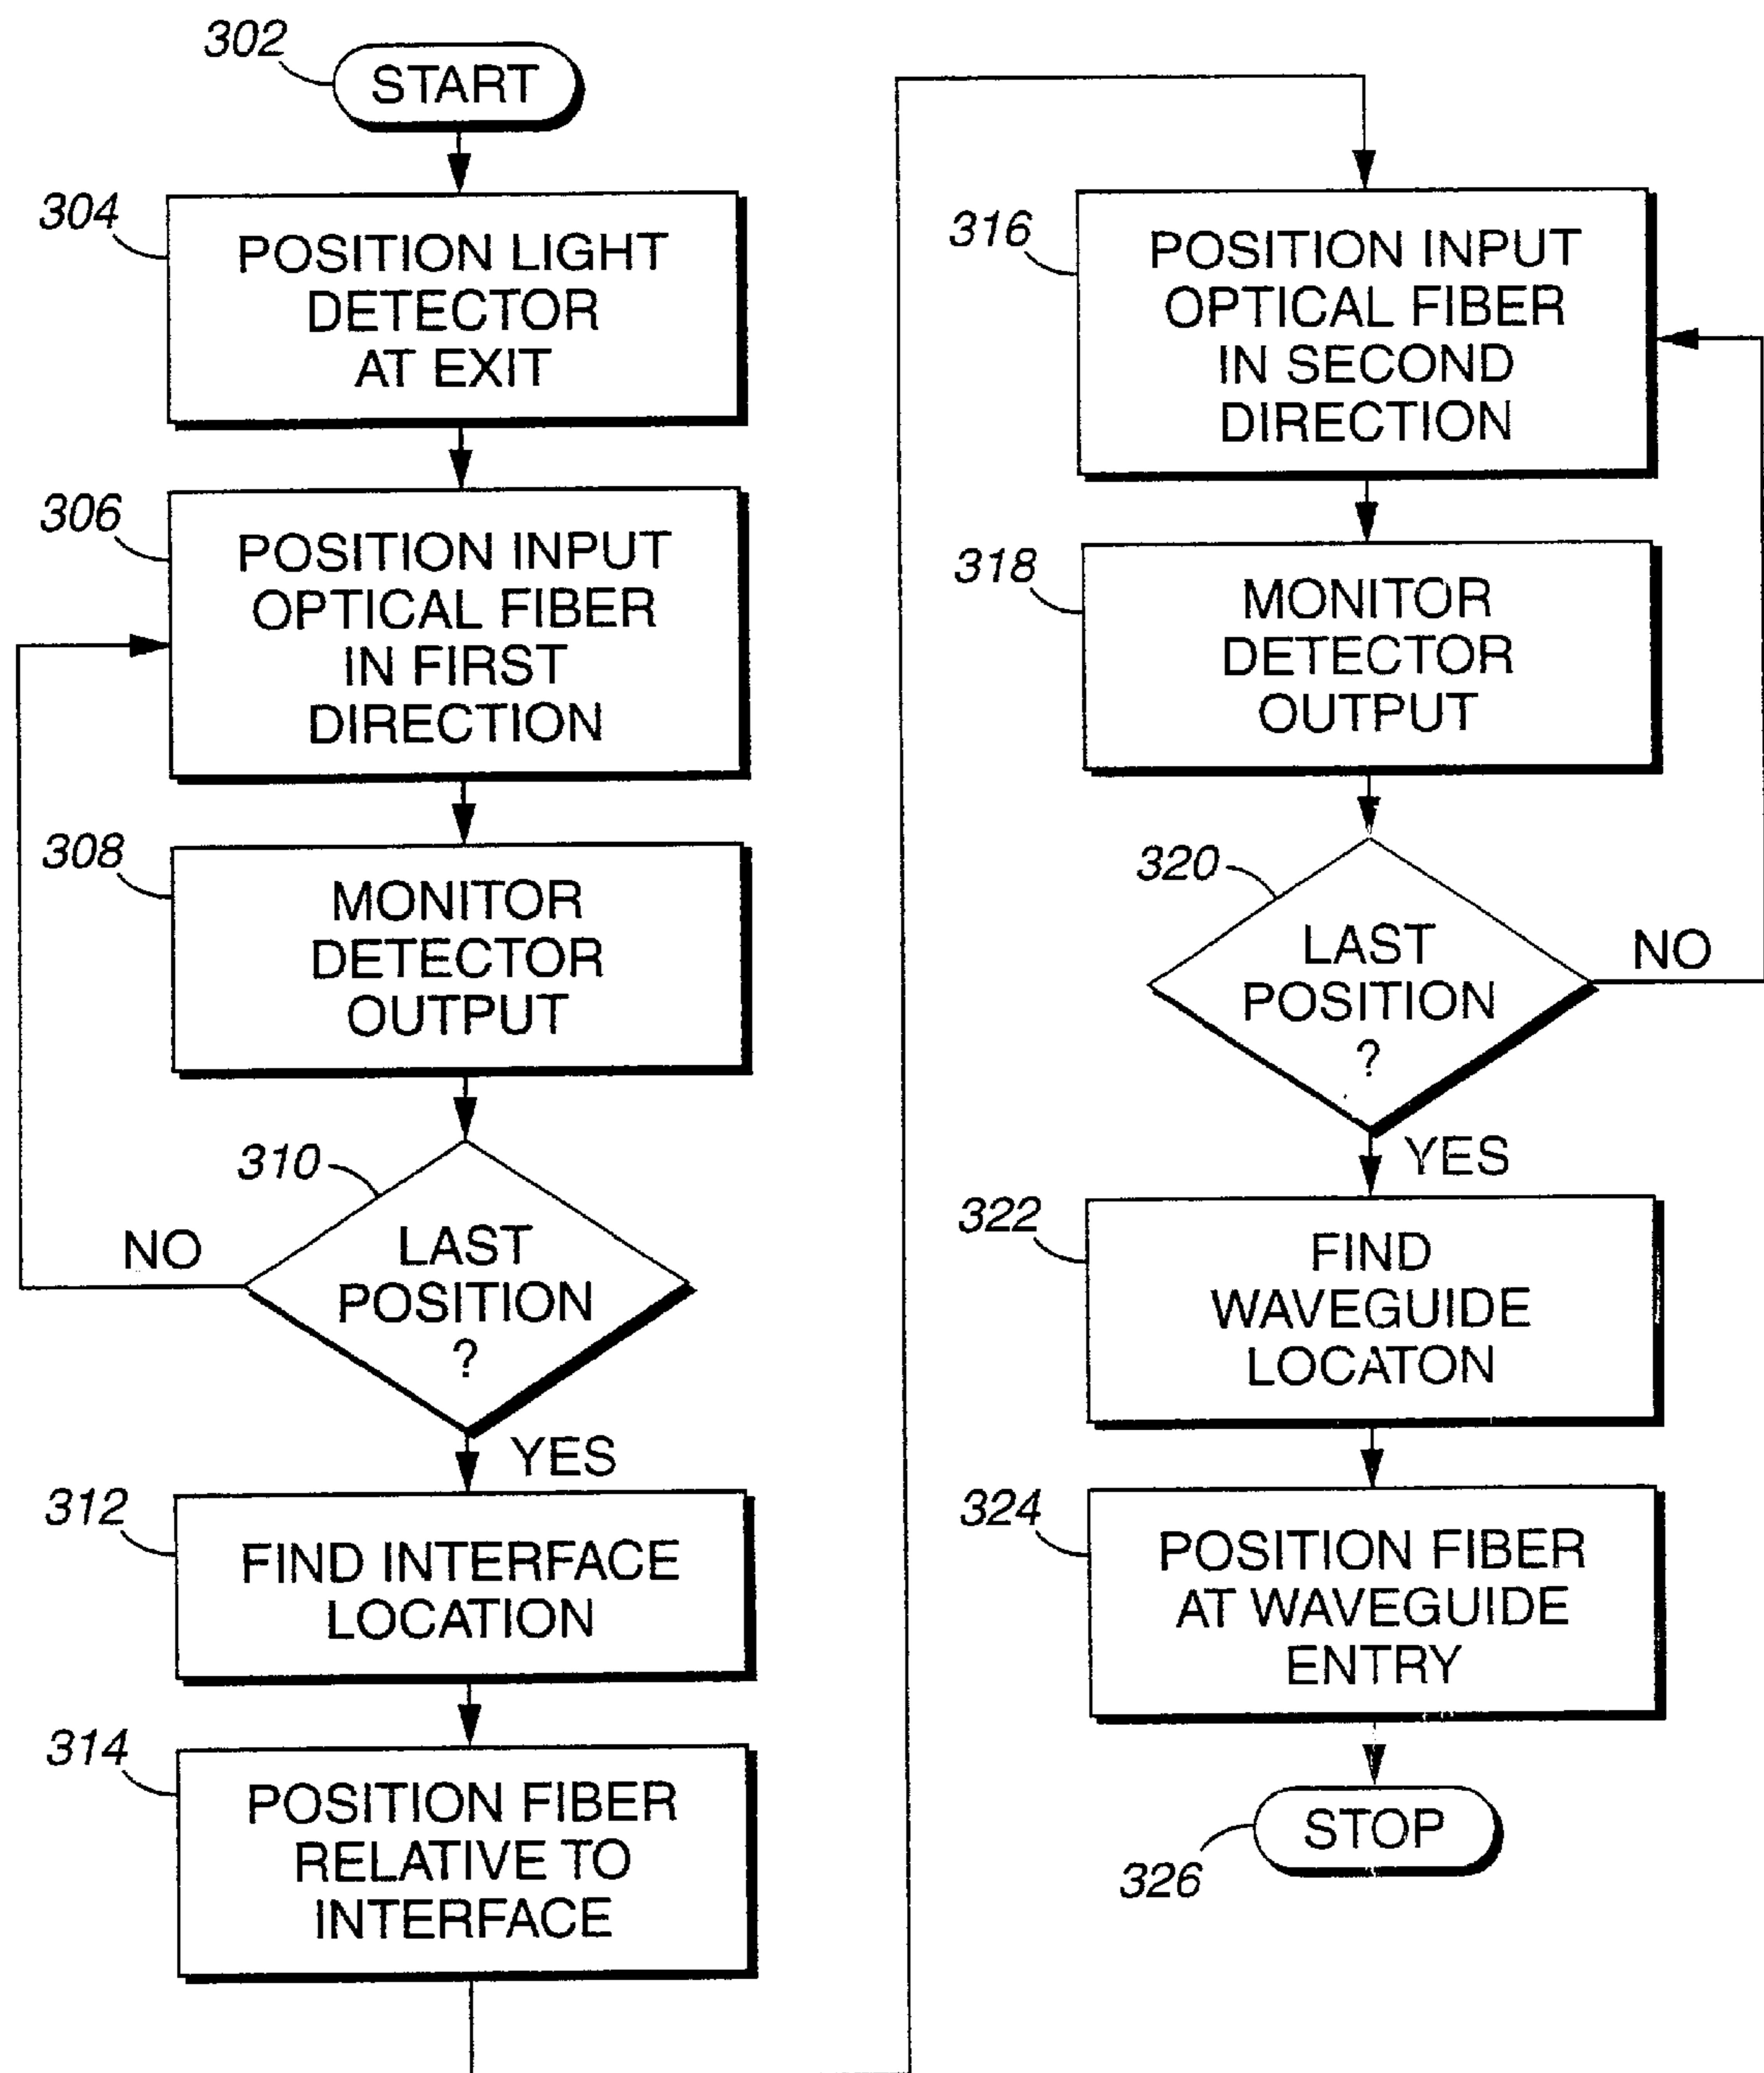 302
START
304
POSITION LIGHT
DETECTOR
AT EXIT
306
POSITION INPUT
OPTICAL FIBER
IN FIRST
DIRECTION
308
MONITOR
DETECTOR
OUTPUT
310
LAST
POSITION
?
NO
YES
312
FIND INTERFACE
LOCATION
314
POSITION FIBER
RELATIVE TO
INTERFACE
316
POSITION INPUT
OPTICAL FIBER
IN SECOND
DIRECTION
318
MONITOR
DETECTOR
OUTPUT
320
LAST
POSITION
?
NO
YES
322
FIND
WAVEGUIDE
LOCATON
324
POSITION FIBER
AT WAVEGUIDE
ENTRY
STOP
326